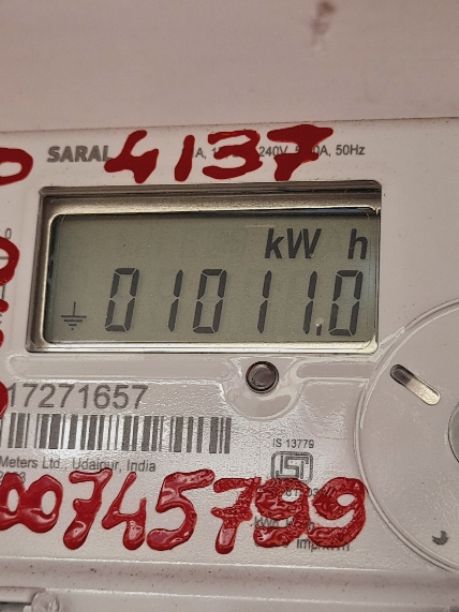 SARAL 4137 240V, 50Hz
kW h
01011.0
17271657
IS 13779
Meters Ltd., Udaipur, India
00745799